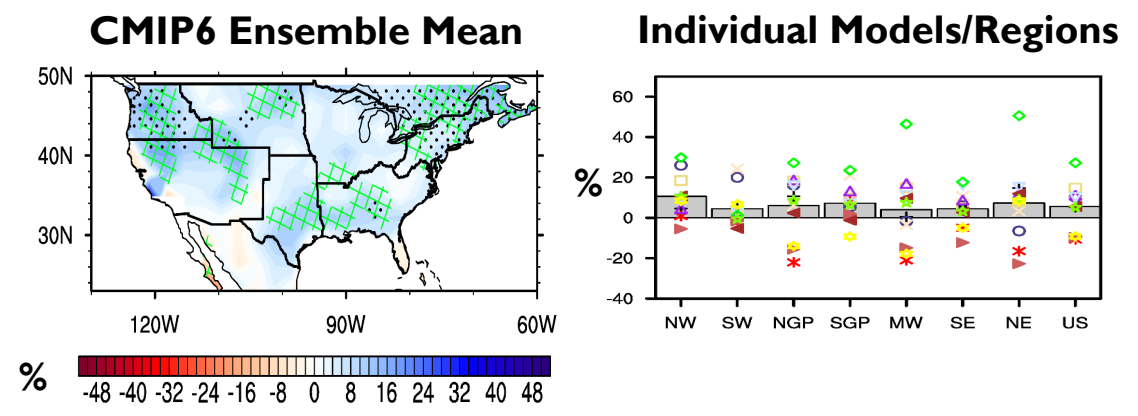 CMIP6 Ensemble Mean
50N
40N
30N
120W 90W 60W
% -48 -40 -32 -24 -16 -8 0 8 16 24 32 40 48
Individual Models/Regions
%
60
40
20
0
-20
-40
NW SW NGP SGP MW SE NE US